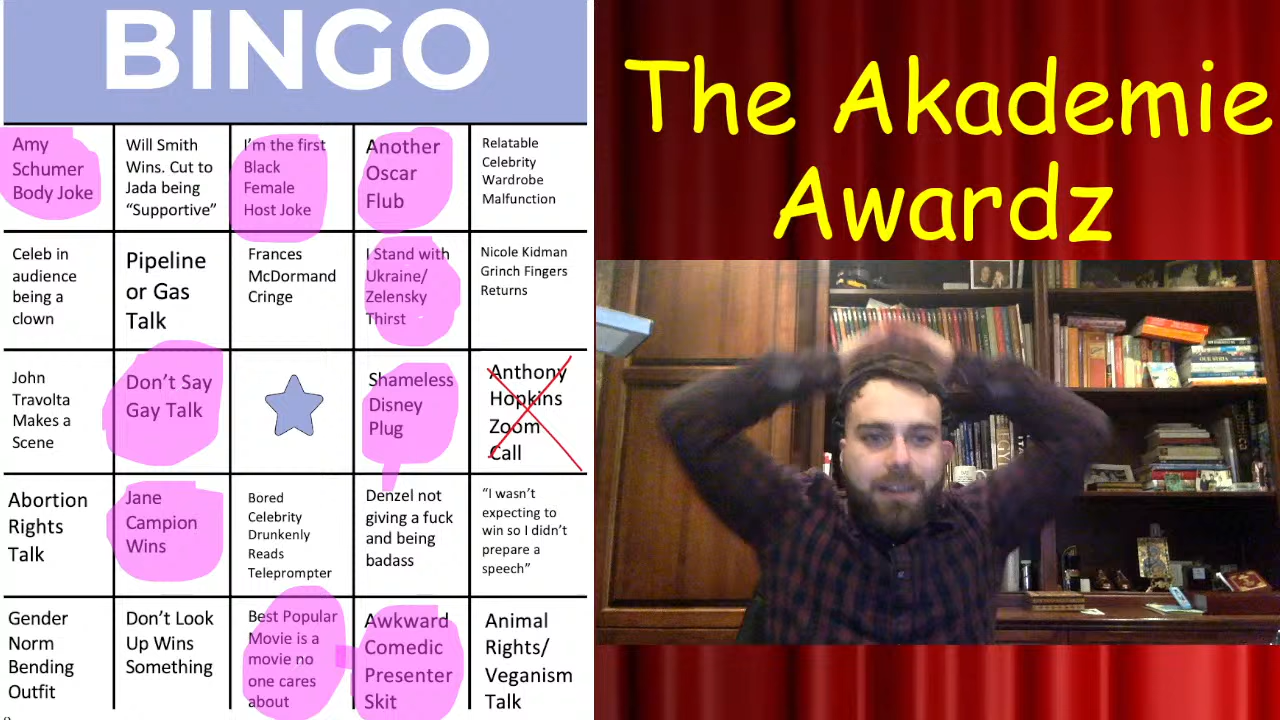 BINGO
Amy
Schumer
Body Joke
Will Smith
Wins. Cut to
Jada being
“Supportive”
I’m the first
Black
Female
Host Joke
Another
Oscar
Flub
Relatable
Celebrity
Wardrobe
Malfunction
Celeb in
audience
being a
clown
Pipeline
or Gas
Talk
Frances
McDormand
Cringe
I Stand with
Ukraine/
Zelensky
Thirst
Nicole Kidman
Grinch Fingers
Returns
John
Travolta
Makes a
Scene
Don’t Say
Gay Talk
Shameless
Disney
Plug
Anthony
Hopkins
Zoom
Call
Abortion
Rights
Talk
Jane
Campion
Wins
Bored
Celebrity
Drunkenly
Reads
Teleprompter
Denzel not
giving a fuck
and being
badass
“I wasn’t
expecting to
win so I didn’t
prepare a
speech”
Gender
Norm
Bending
Outfit
Don’t Look
Up Wins
Something
Best Popular
Movie is a
movie no
one cares
about
Awkward
Comedic
Presenter
Skit
Animal
Rights/
Veganism
Talk
The Akademie
Awardz